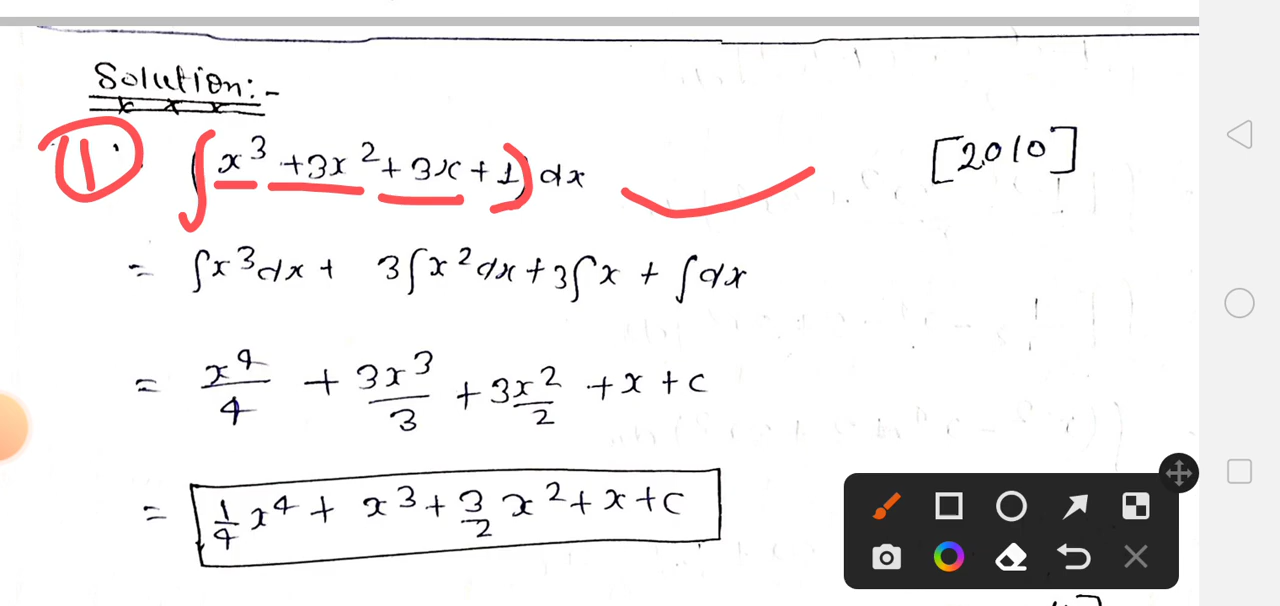 Solution:-
1. ∫(x³ + 3x² + 3x + 1) dx [2010]
= ∫x³dx + 3∫x²dx + 3∫x + ∫dx
= x⁴/4 + 3x³/3 + 3x²/2 + x + c
= 1/4 x⁴ + x³ + 3/2 x² + x + c